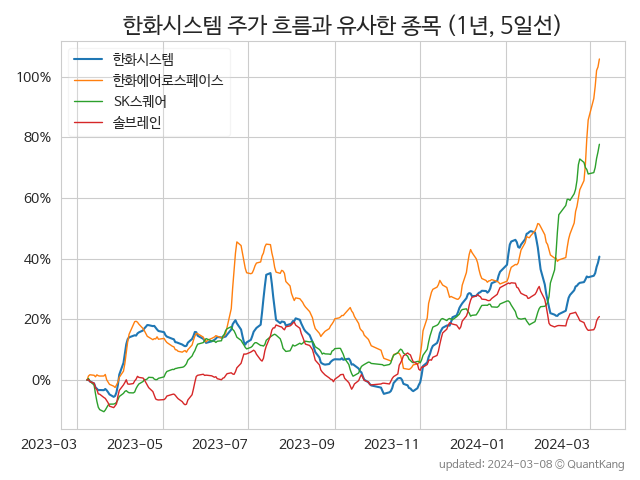 한화시스템 주가 흐름과 유사한 종목 (1년, 5일선)
한화시스템
한화에어로스페이스
SK스퀘어
솔브레인
100%
80%
60%
40%
20%
0%
2023-03 2023-05 2023-07 2023-09 2023-11 2024-01 2024-03
updated: 2024-03-08 © QuantKang